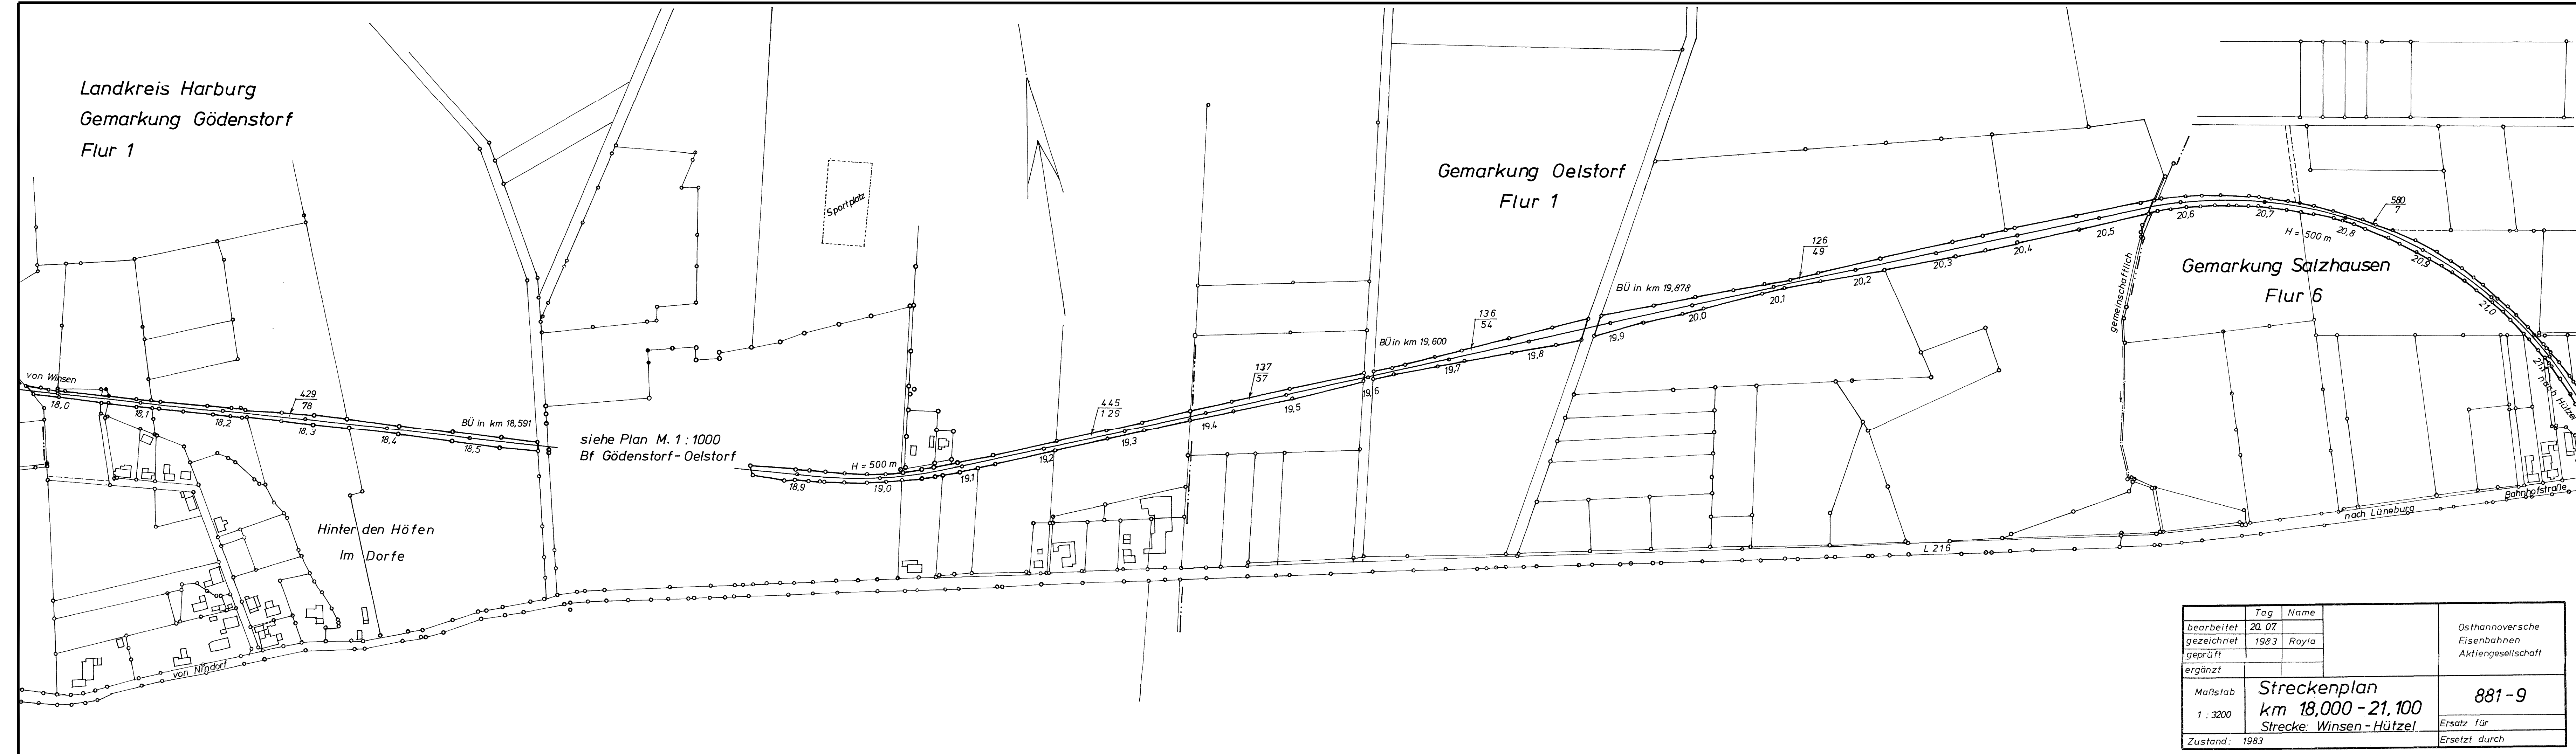 Landkreis Harburg
Gemarkung Gödenstorf
Flur 1
Sportplatz
Gemarkung Oelstorf
Flur 1
Gemarkung Salzhausen
Flur 6
gemeinschaftlich
von Winsen
18,0
18,1
18,2
429
78
18,3
18,4
BÜ in km 18,591
18,5
siehe Plan M. 1 : 1000
Bf Gödenstorf - Oelstorf
18,9
H = 500 m
19,0
19,1
19,2
445
129
19,3
19,4
137
57
19,5
BÜ in km 19,600
19,6
19,7
136
54
19,8
BÜ in km 19,878
19,9
20,0
20,1
126
49
20,2
20,3
20,4
20,5
20,6
20,7
H = 500 m
20,8
580
7
20,9
21,0
21,1
nach Hützel
Hinter den Höfen
Im Dorfe
von Nindorf
L 216
nach Lüneburg
Bahnhofstraße
Tag Name
bearbeitet 20. 07.
gezeichnet 1983 Royla
geprüft
ergänzt
Osthannoversche
Eisenbahnen
Aktiengesellschaft
Maßstab
1 : 3200
Streckenplan
km 18,000 - 21,100
Strecke: Winsen - Hützel
881 - 9
Ersatz für
Zustand: 1983
Ersetzt durch